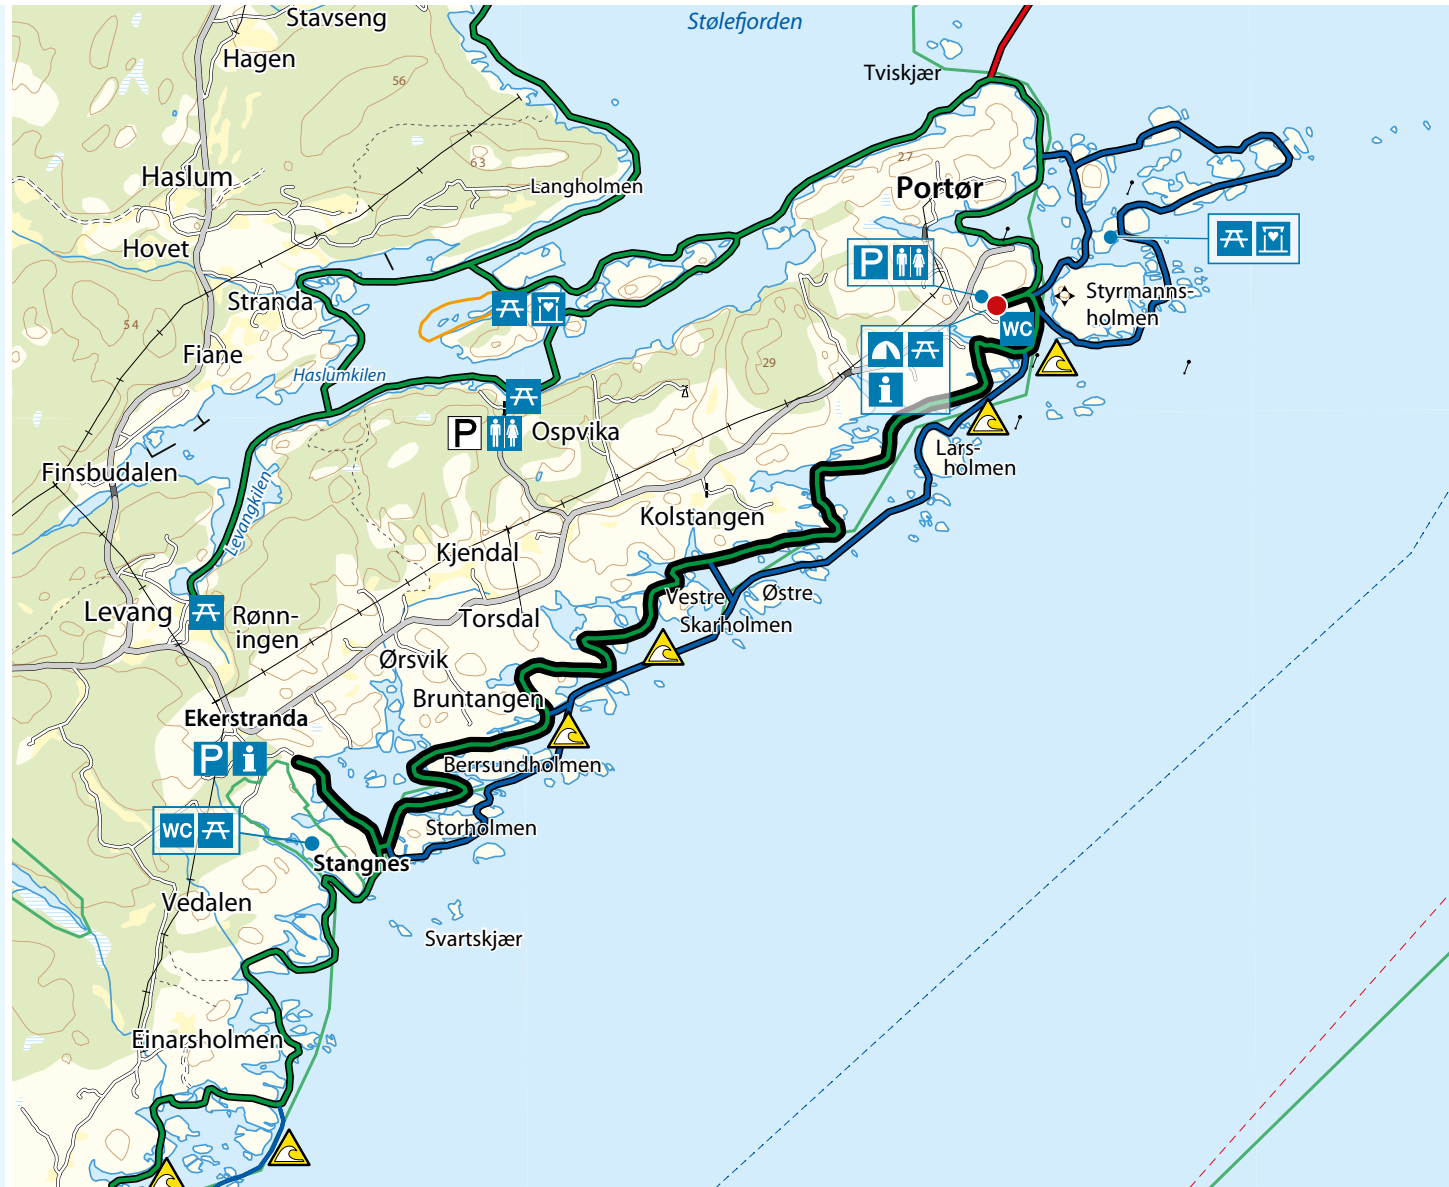 Stavseng
Stølefjorden
Hagen
56
Tviskjær
63
27
Haslum
Langholmen
Portør
Hovet
P
Stranda
Styrmanns-
holmen
54
WC
Fiane
29
Haslumkilen
i
P
Ospvika
Lars-
holmen
Finsbudalen
Levangkilen
Kolstangen
Kjendal
Vestre
Østre
Levang
Rønn-
ingen
Torsdal
Skarholmen
Ørsvik
Bruntangen
Ekerstranda
P i
Berrsundholmen
WC
Storholmen
Stangnes
Vedalen
Svartskjær
Einarsholmen